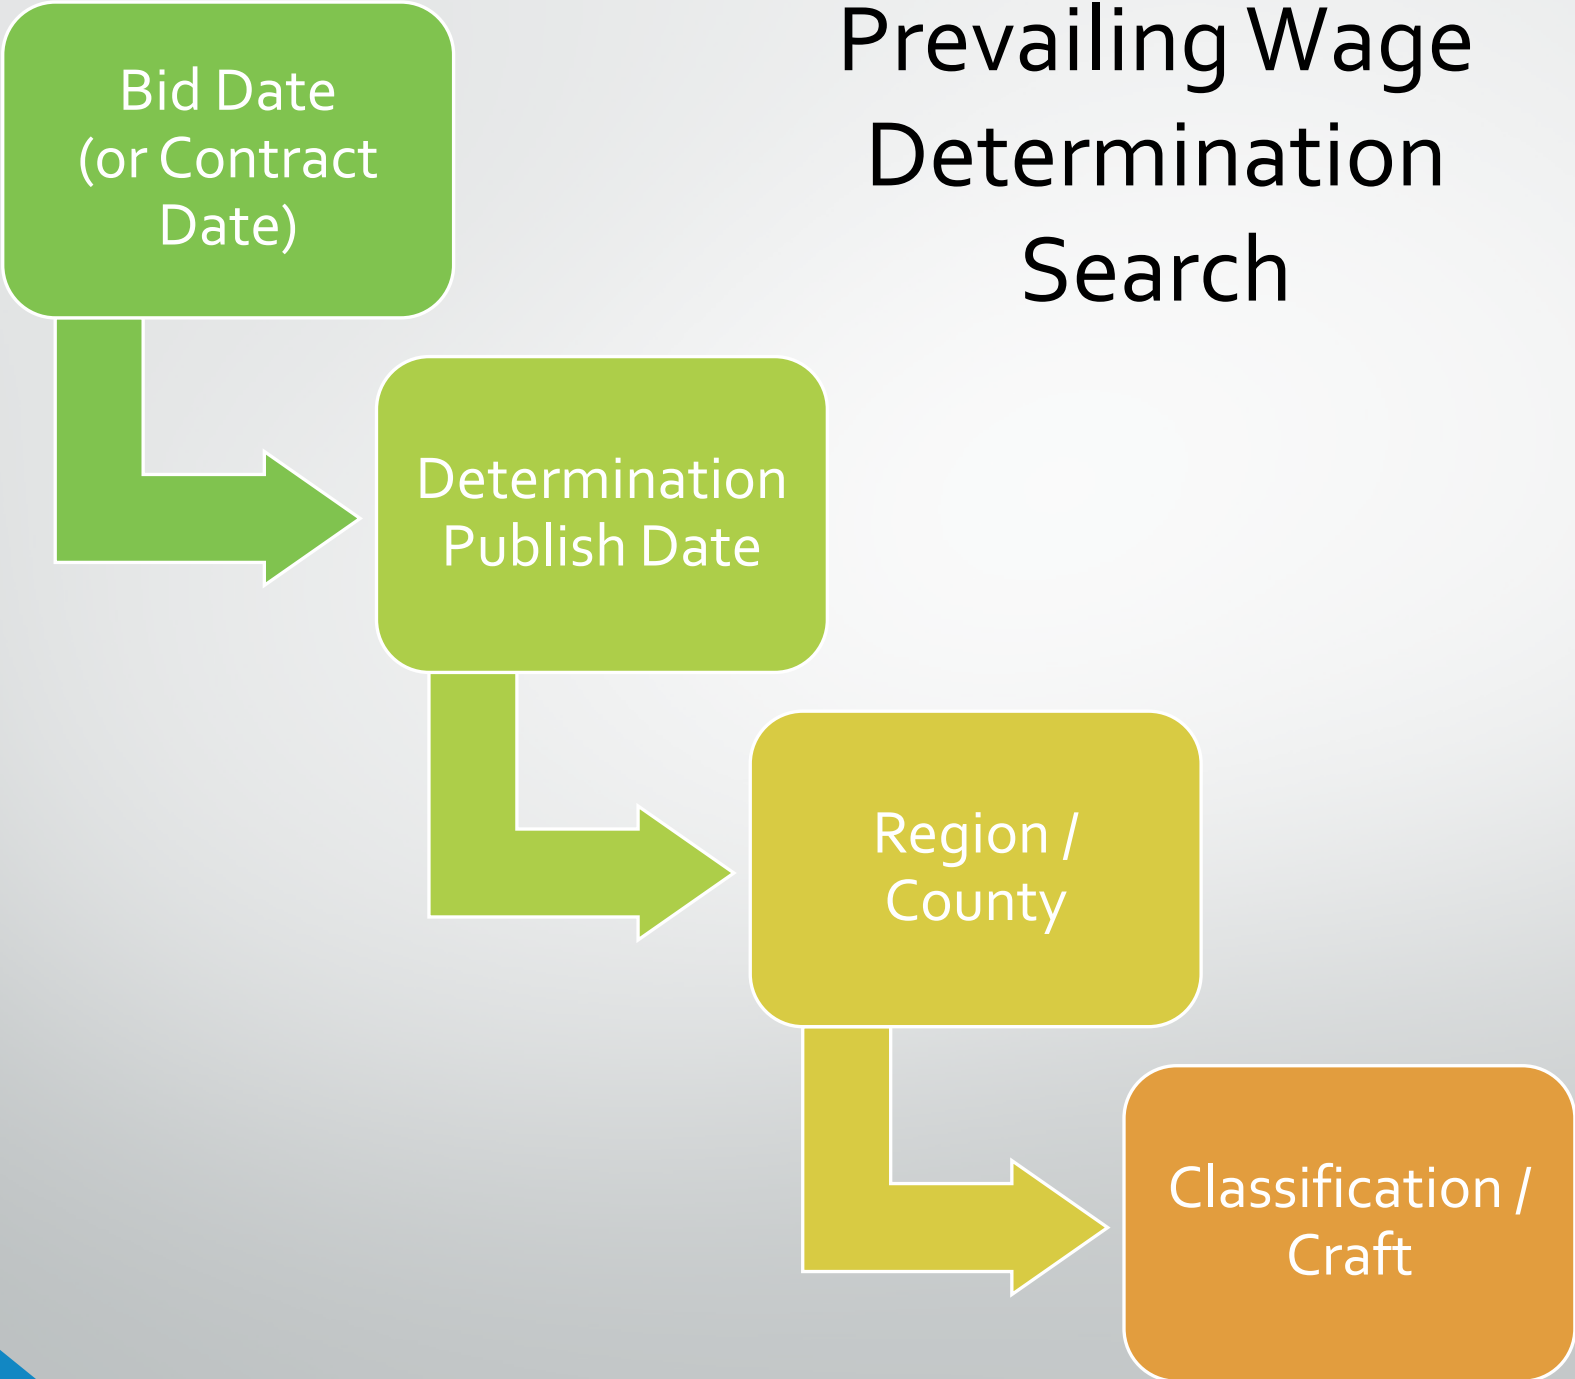 Prevailing Wage
Determination
Search
Bid Date
(or Contract
Date)
Determination
Publish Date
Region /
County
Classification /
Craft